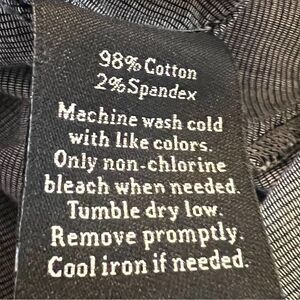 98% Cotton
2% Spandex
Machine wash cold
with like colors.
Only non-chlorine
bleach when needed.
Tumble dry low.
Remove promptly.
Cool iron if needed.